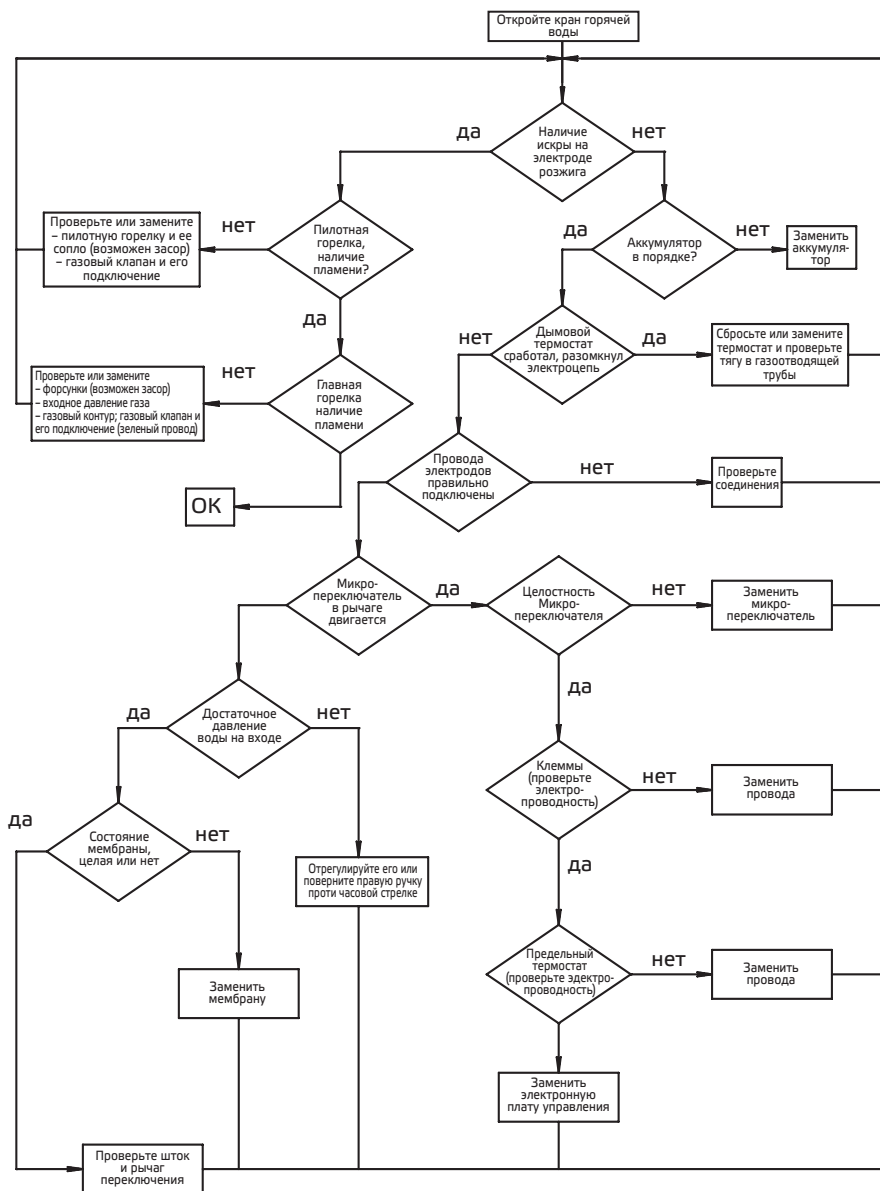 Откройте кран горячей
воды
да
Наличие
искры на
электроде
розжига
нет
Проверьте или замените
– пилотную горелку и ее
сопло (возможен засор)
– газовый клапан и его
подключение
нет
Пилотная
горелка,
наличие
пламени?
да
Аккумулятор
в порядке?
нет
Заменить
аккумуля-
тор
да
нет
Дымовой
термостат
сработал, разомкнул
электроцепь
да
Сбросьте или замените
термостат и проверьте
тягу в газоотводящей
трубы
Проверьте или замените
– форсунки (возможен засор)
– входное давление газа
– газовый контур; газовый клапан и
его подключение (зеленый провод)
нет
Главная
горелка
наличие
пламени
Провода
электродов
правильно
подключены
нет
Проверьте
соединения
ОК
Микро-
переключатель
в рычаге
двигается
да
Целостность
Микро-
переключателя
нет
Заменить
микро-
переключатель
да
да
Достаточное
давление
воды на входе
нет
Клеммы
(проверьте
электро-
проводность)
нет
Заменить
провода
да
Состояние
мембраны,
целая или нет
нет
Отрегулируйте его или
поверните правую ручку
проти часовой стрелке
да
Предельный
термостат
(проверьте эдектро-
проводность)
нет
Заменить
провода
Заменить
мембрану
Заменить
электронную
плату управления
Проверьте шток
и рычаг
переключения